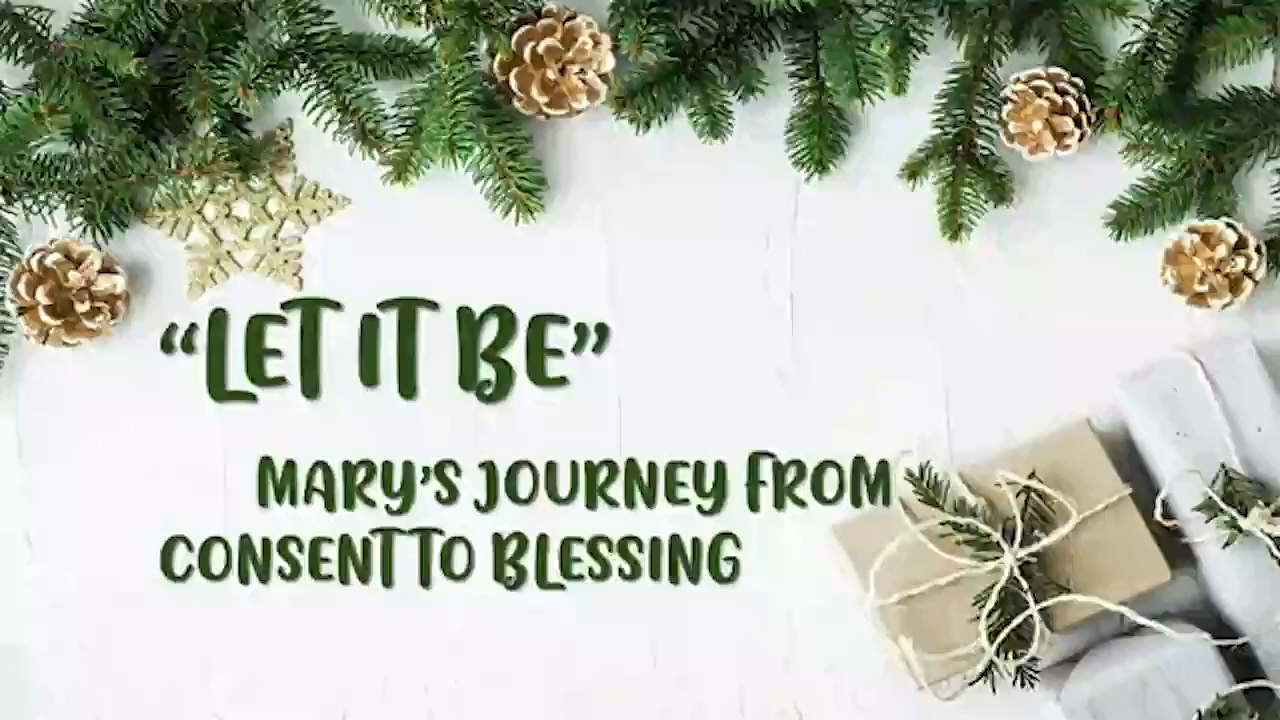 “LET IT BE”
MARY’S JOURNEY FROM
CONSENT TO BLESSING